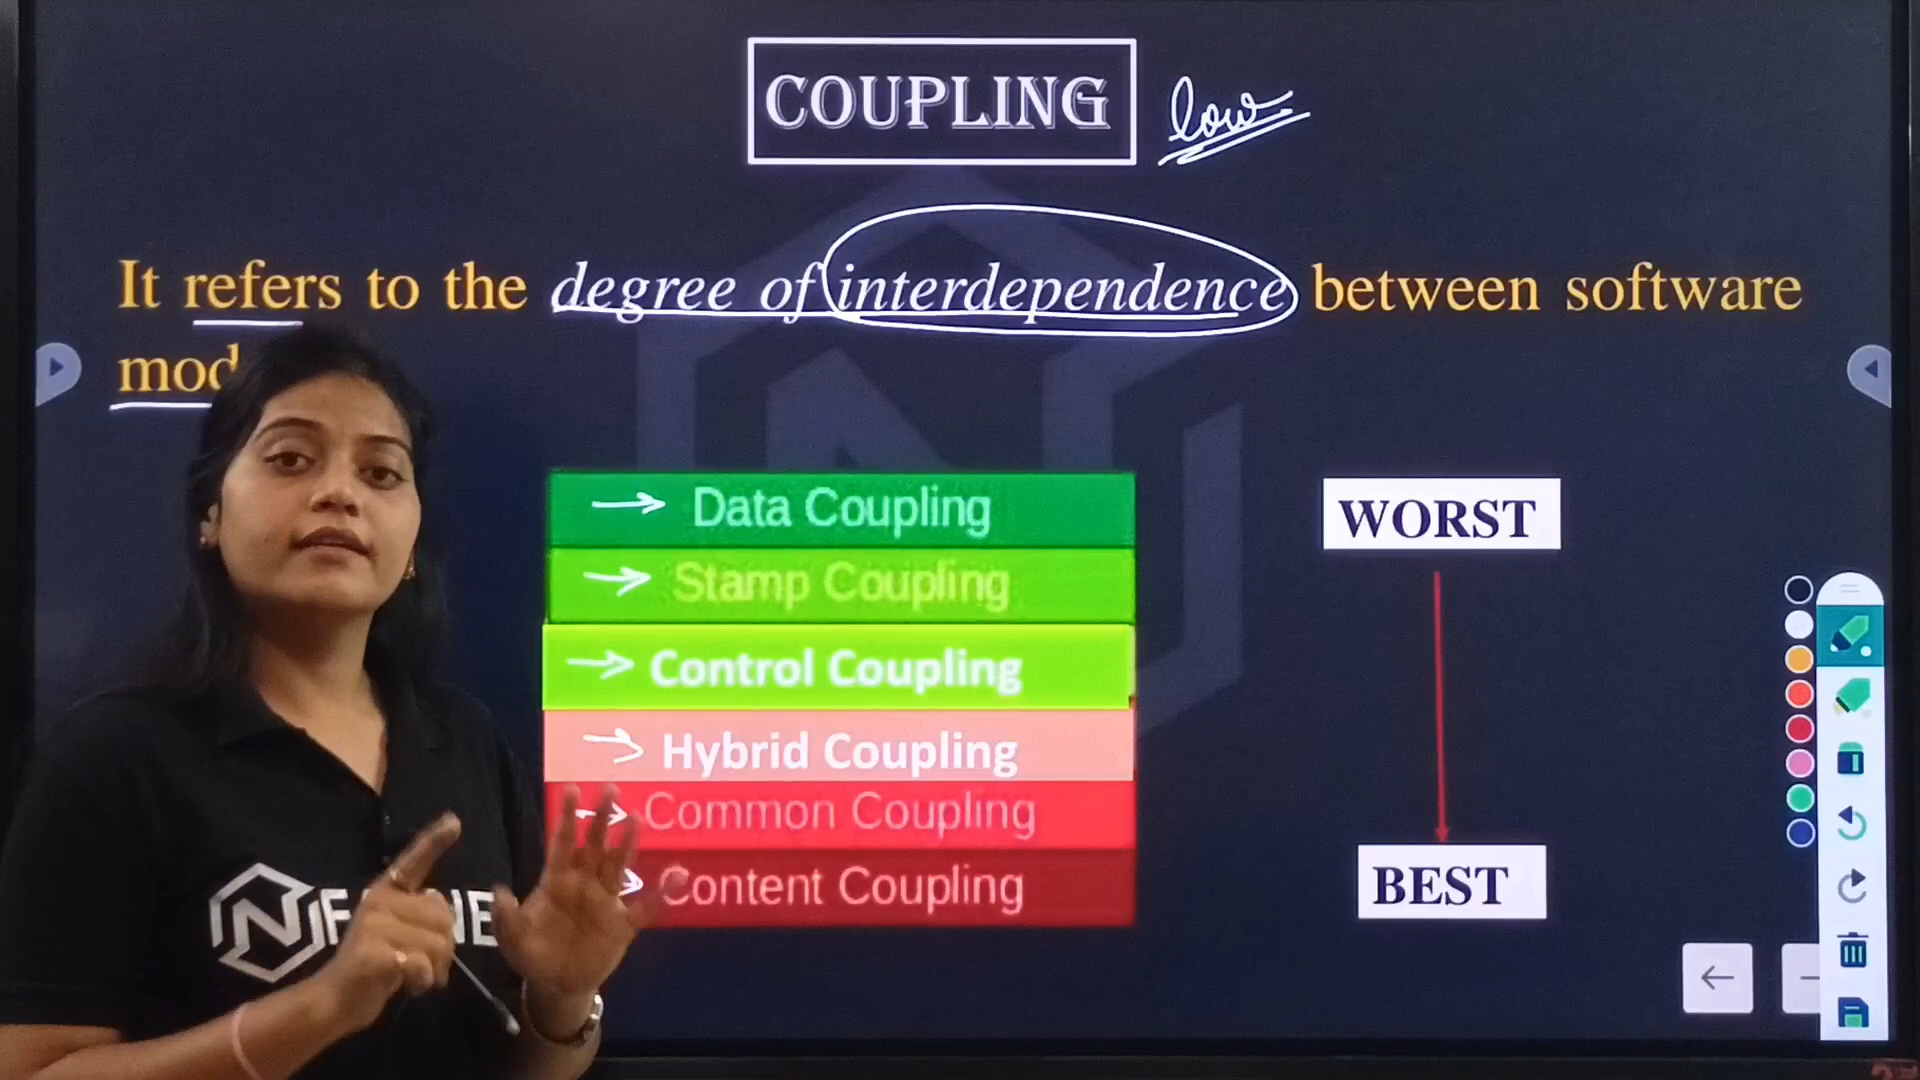 COUPLING low
It refers to the degree of interdependence between software
Data Coupling
WORST
Stamp Coupling
Control Coupling
Hybrid Coupling
Common Coupling
Content Coupling
BEST